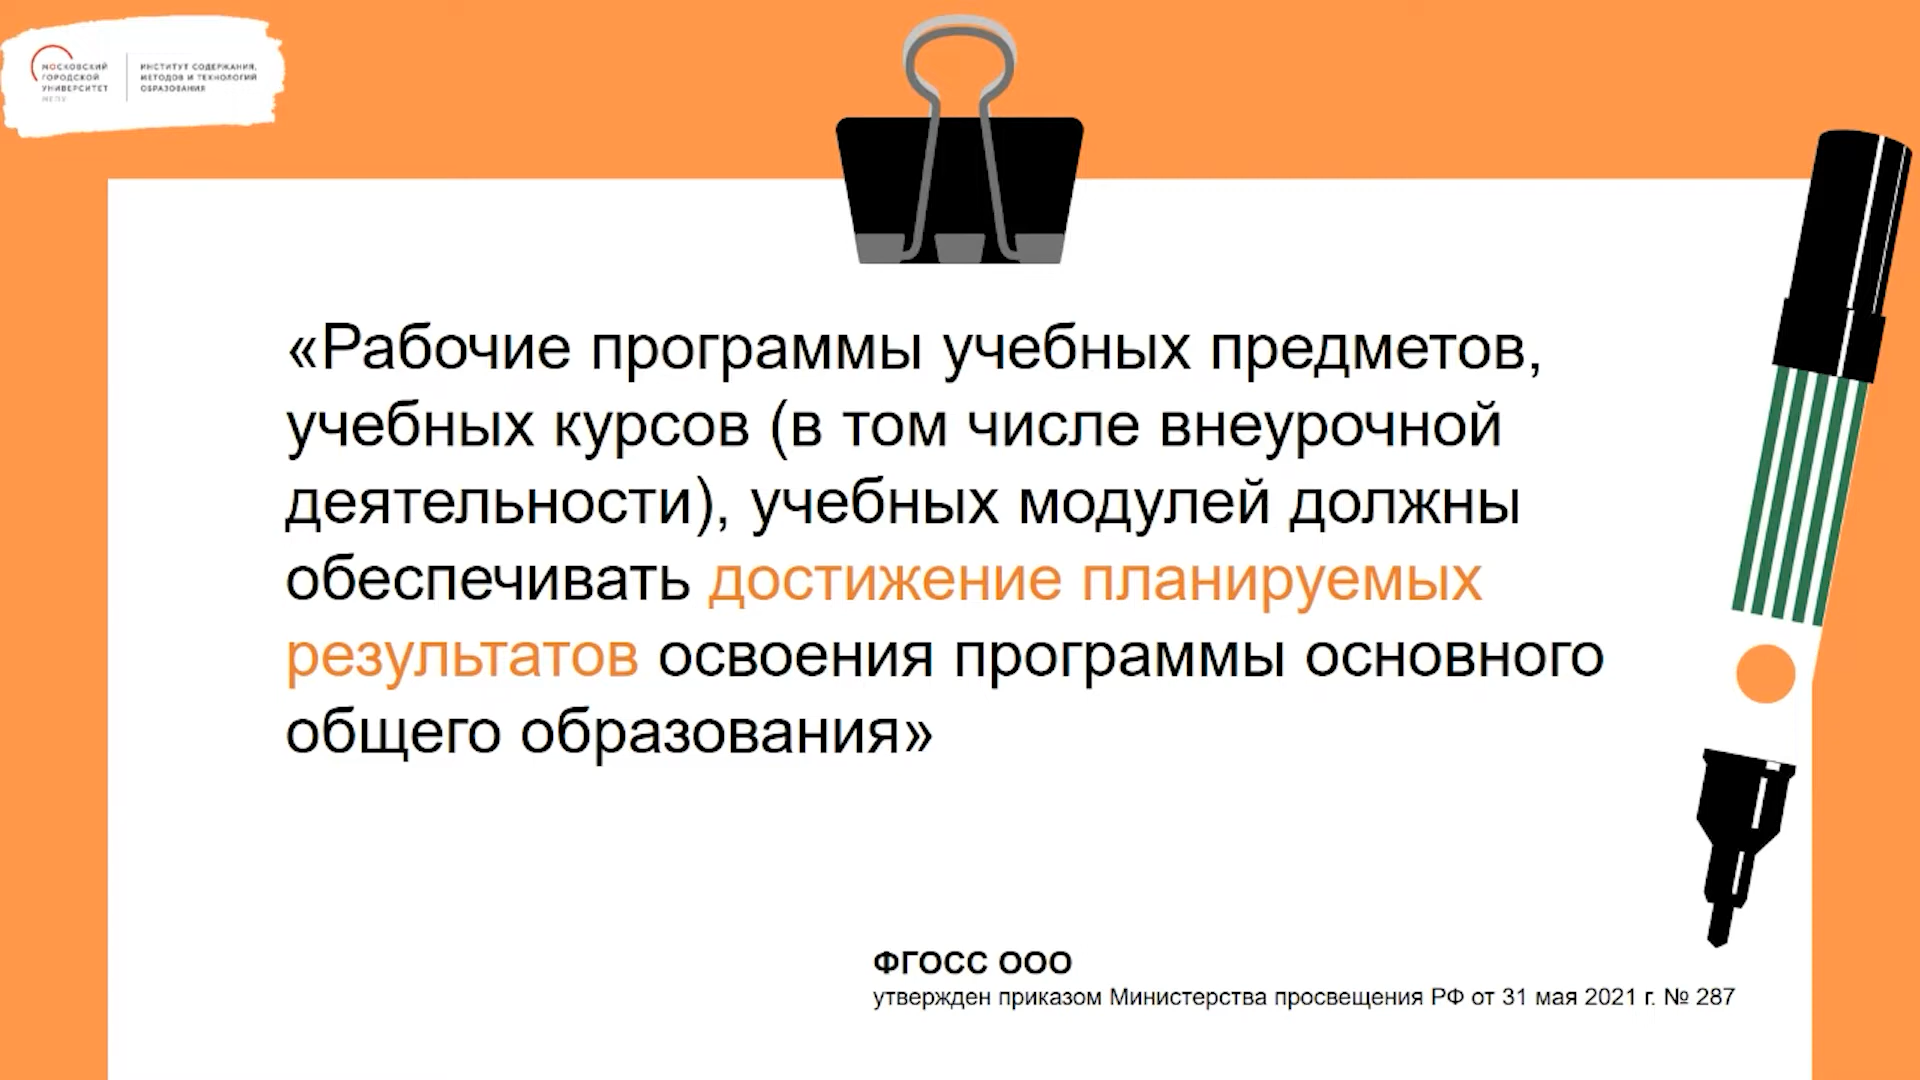 МОСКОВСКИЙ
ГОРОДСКОЙ
УНИВЕРСИТЕТ
МГПУ
ИНСТИТУТ СОДЕРЖАНИЯ,
МЕТОДОВ И ТЕХНОЛОГИЙ
ОБРАЗОВАНИЯ
«Рабочие программы учебных предметов,
учебных курсов (в том числе внеурочной
деятельности), учебных модулей должны
обеспечивать достижение планируемых
результатов освоения программы основного
общего образования»
ФГОСС ООО
утвержден приказом Министерства просвещения РФ от 31 мая 2021 г. № 287